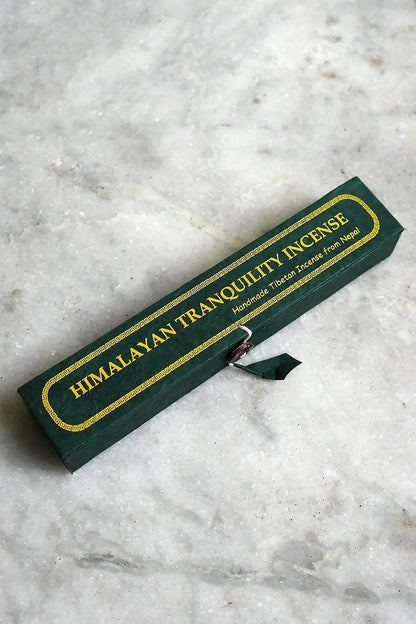 HIMALAYAN TRANQUILITY INCENSE
Handmade Tibetan Incense from Nepal